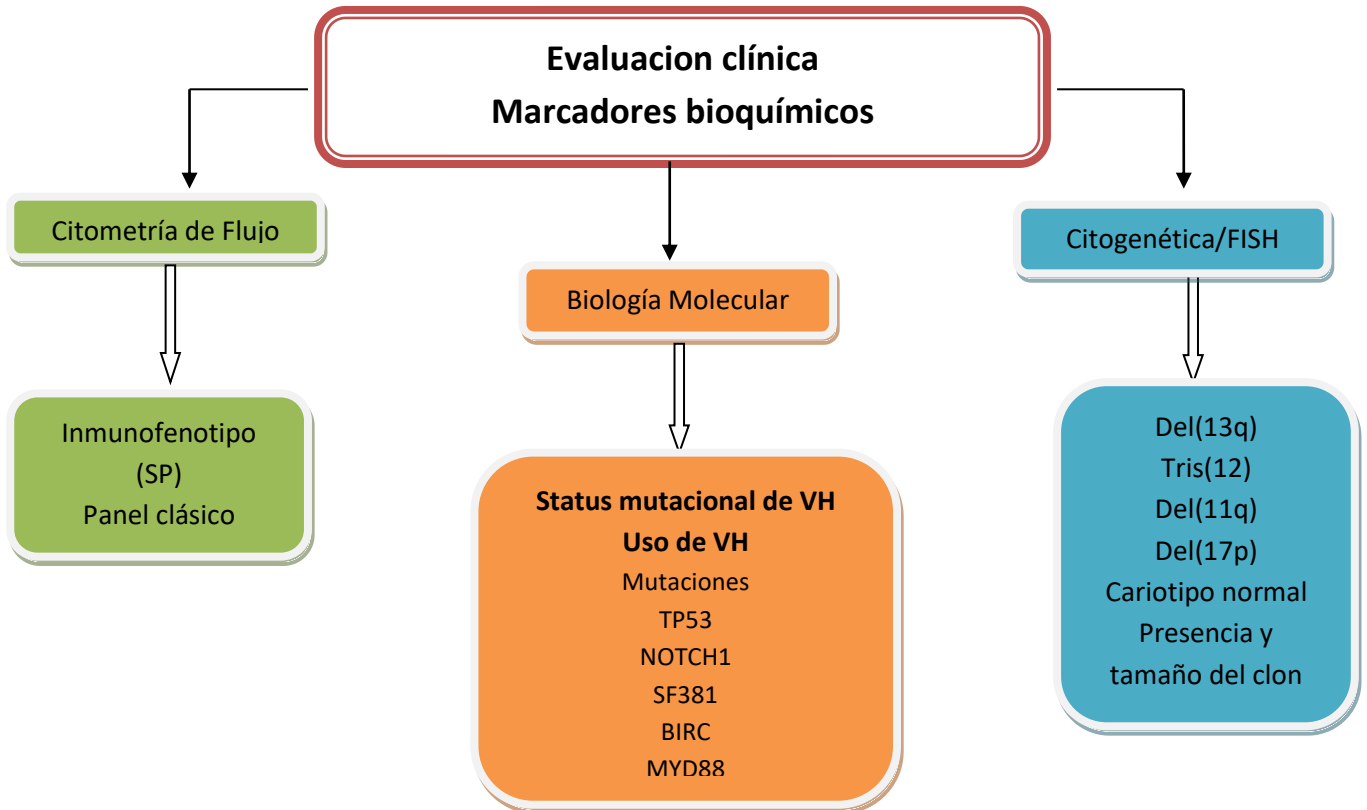 Evaluacion clínica
Marcadores bioquímicos
Citometría de Flujo
Biología Molecular
Citogenética/FISH
Inmunofenotipo
(SP)
Panel clásico
Status mutacional de VH
Uso de VH
Mutaciones
TP53
NOTCH1
SF381
BIRC
MYD88
Del(13q)
Tris(12)
Del(11q)
Del(17p)
Cariotipo normal
Presencia y
tamaño del clon